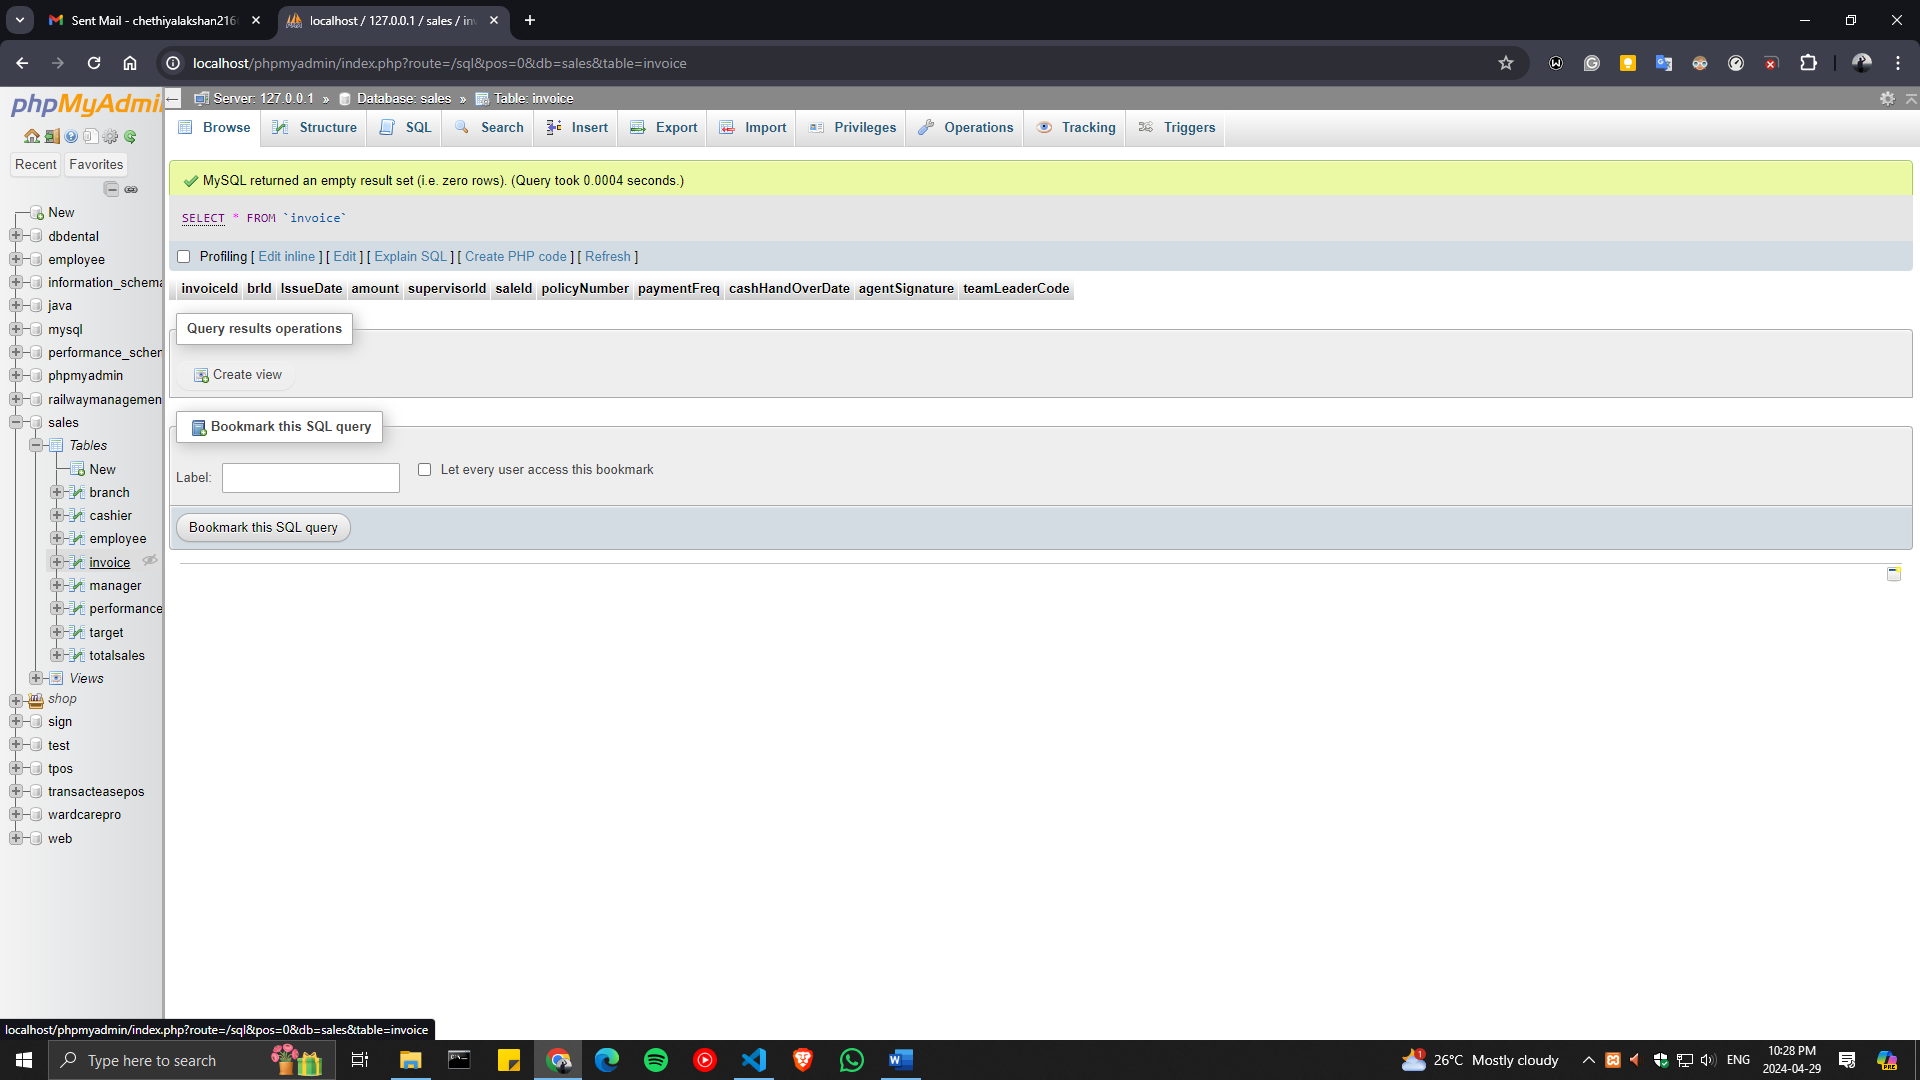 Sent Mail - chethiyalakshan216
localhost / 127.0.0.1 / sales / in
localhost/phpmyadmin/index.php?route=/sql&pos=0&db=sales&table=invoice
phpMyAdmi
Server: 127.0.0.1 » Database: sales » Table: invoice
Browse Structure SQL Search Insert Export Import Privileges Operations Tracking Triggers
Recent Favorites
New
dbdental
employee
information_schema
java
mysql
performance_schem
phpmyadmin
railwaymanagemen
sales
Tables
New
branch
cashier
employee
invoice
manager
performance
target
totalsales
Views
shop
sign
test
tpos
transacteasepos
wardcarepro
web
MySQL returned an empty result set (i.e. zero rows). (Query took 0.0004 seconds.)
SELECT * FROM `invoice`
Profiling [ Edit inline ] [ Edit ] [ Explain SQL ] [ Create PHP code ] [ Refresh ]
invoiceId brId IssueDate amount supervisorId saleId policyNumber paymentFreq cashHandOverDate agentSignature teamLeaderCode
Query results operations
Create view
Bookmark this SQL query
Label: Let every user access this bookmark
Bookmark this SQL query
localhost/phpmyadmin/index.php?route=/sql&pos=0&db=sales&table=invoice
Type here to search
26°C Mostly cloudy
ENG
10:28 PM
2024-04-29